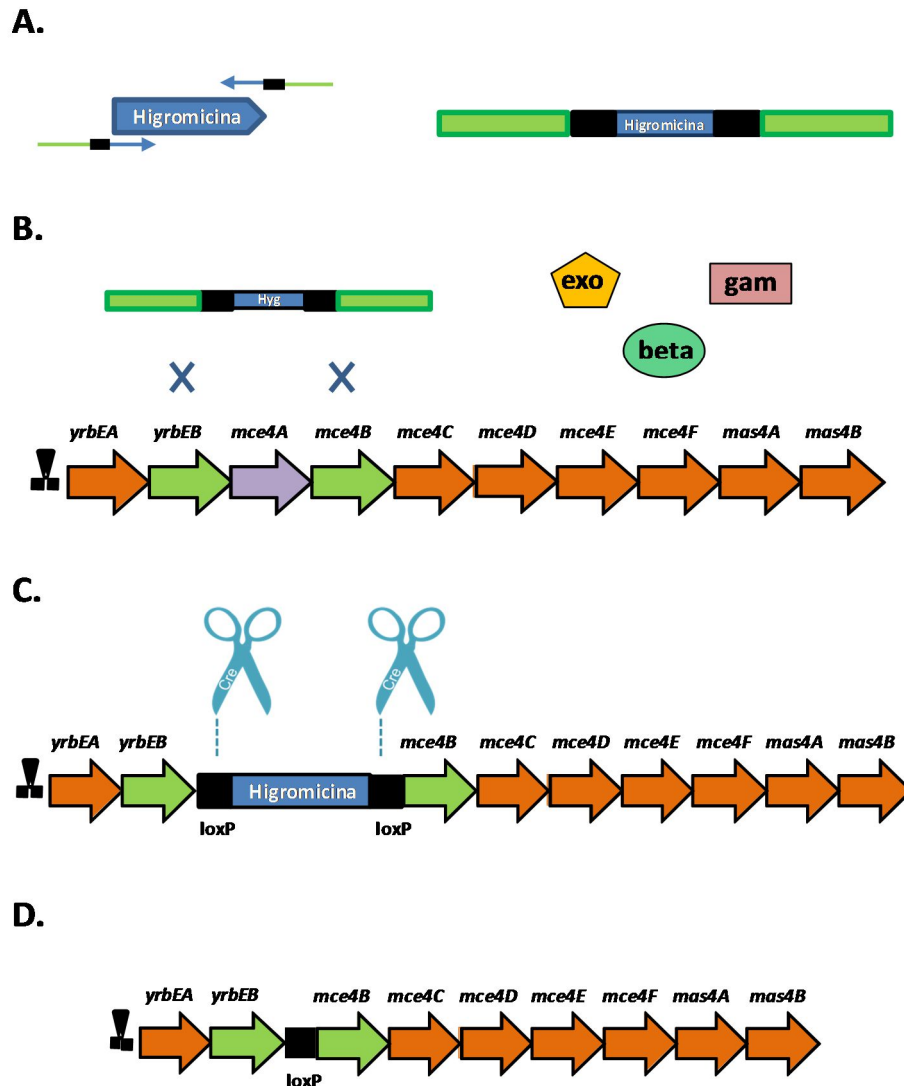 A.
Higromicina
Higromicina
B.
exo
gam
Hyg
beta
yrbEA yrbEB mce4A mce4B mce4C mce4D mce4E mce4F mas4A mas4B
C.
Cre Cre
yrbEA yrbEB mce4B mce4C mce4D mce4E mce4F mas4A mas4B
Higromicina
loxP loxP
D.
yrbEA yrbEB mce4B mce4C mce4D mce4E mce4F mas4A mas4B
loxP